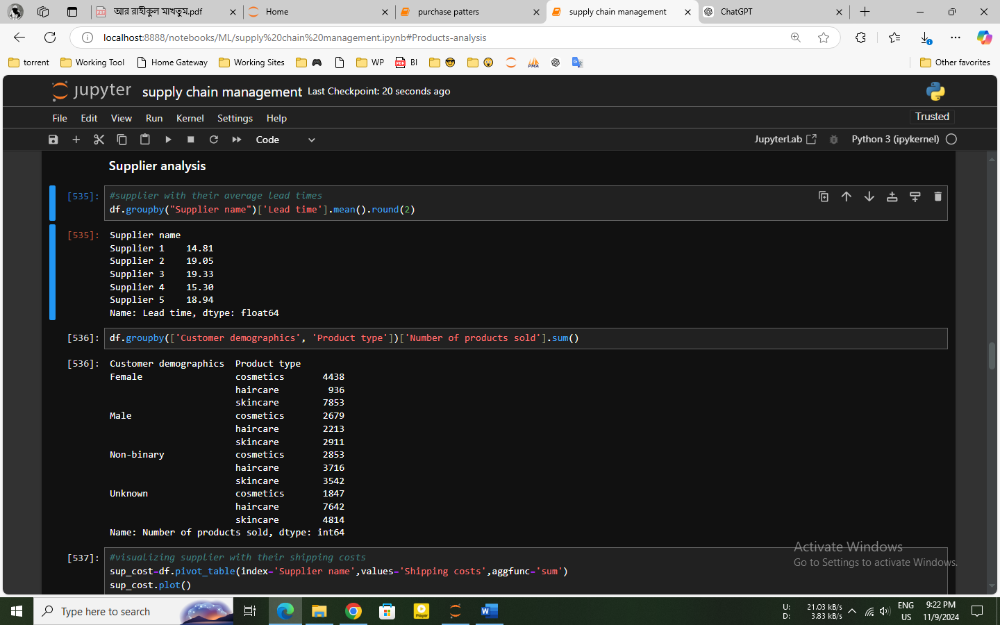 আর রাহীকুল মাখতুম.pdf
Home
purchase patters
supply chain management
ChatGPT
localhost:8888/notebooks/ML/supply%20chain%20management.ipynb#Products-analysis
torrent
Working Tool
Home Gateway
Working Sites
WP
BI
Other favorites
jupyter supply chain management Last Checkpoint: 20 seconds ago
File Edit View Run Kernel Settings Help
Trusted
Code
JupyterLab
Python 3 (ipykernel)
Supplier analysis
[535]: #supplier with their average lead times
df.groupby("Supplier name")['Lead time'].mean().round(2)
[535]: Supplier name
Supplier 1 14.81
Supplier 2 19.05
Supplier 3 19.33
Supplier 4 15.30
Supplier 5 18.94
Name: Lead time, dtype: float64
[536]: df.groupby(['Customer demographics', 'Product type'])['Number of products sold'].sum()
[536]: Customer demographics Product type
Female cosmetics 4438
haircare 936
skincare 7853
Male cosmetics 2679
haircare 2213
skincare 2911
Non-binary cosmetics 2853
haircare 3716
skincare 3542
Unknown cosmetics 1847
haircare 7642
skincare 4814
Name: Number of products sold, dtype: int64
[537]: #visualizing supplier with their shipping costs
sup_cost=df.pivot_table(index='Supplier name',values='Shipping costs',aggfunc='sum')
sup_cost.plot()
Activate Windows
Go to Settings to activate Windows.
Type here to search
U: 21.03 kB/s
D: 3.83 kB/s
ENG
US
9:22 PM
11/9/2024